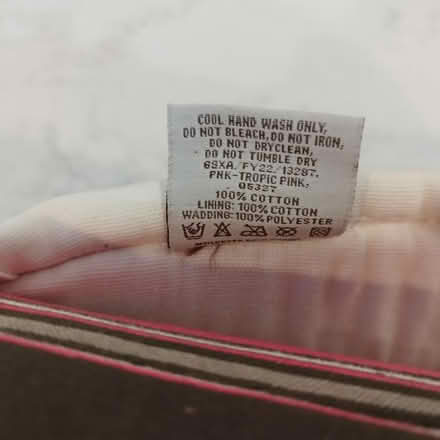 COOL HAND WASH ONLY,
DO NOT BLEACH, DO NOT IRON,
DO NOT DRYCLEAN,
DO NOT TUMBLE DRY
6SXA/FY22/13287.
PNK-TROPIC PINK.
05327
100% COTTON
LINING: 100% COTTON
WADDING: 100% POLYESTER